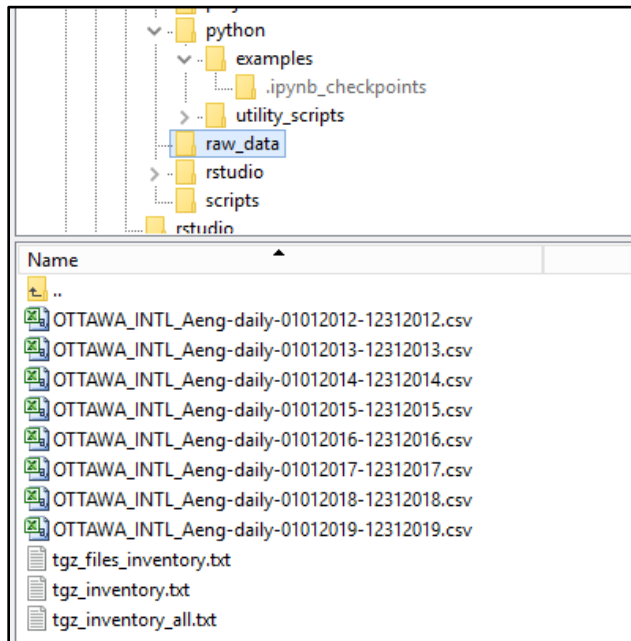 python
examples
.ipynb_checkpoints
utility_scripts
raw_data
rstudio
scripts
rstudio
Name
..
OTTAWA_INTL_Aeng-daily-01012012-12312012.csv
OTTAWA_INTL_Aeng-daily-01012013-12312013.csv
OTTAWA_INTL_Aeng-daily-01012014-12312014.csv
OTTAWA_INTL_Aeng-daily-01012015-12312015.csv
OTTAWA_INTL_Aeng-daily-01012016-12312016.csv
OTTAWA_INTL_Aeng-daily-01012017-12312017.csv
OTTAWA_INTL_Aeng-daily-01012018-12312018.csv
OTTAWA_INTL_Aeng-daily-01012019-12312019.csv
tgz_files_inventory.txt
tgz_inventory.txt
tgz_inventory_all.txt